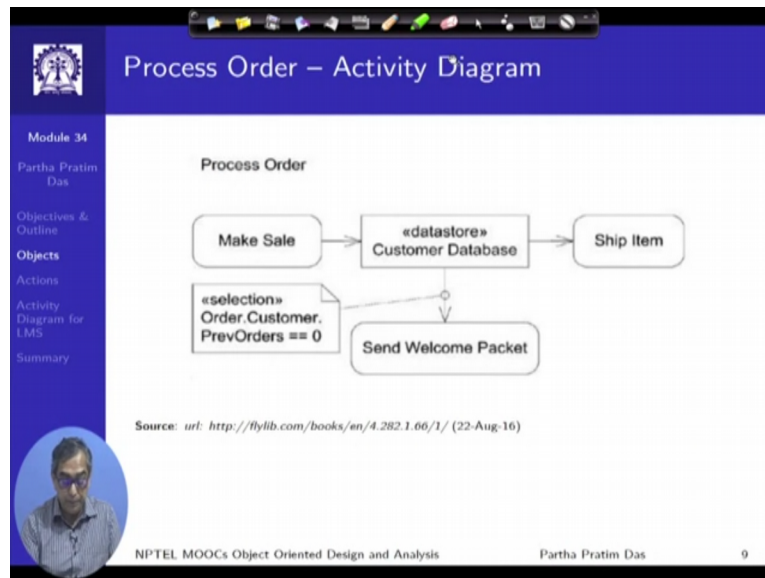 Process Order – Activity Diagram
Module 34
Partha Pratim
Das
Objectives &
Outline
Objects
Actions
Activity
Diagram for
LMS
Summary
Process Order
Make Sale
«datastore»
Customer Database
Ship Item
«selection»
Order.Customer.
PrevOrders == 0
Send Welcome Packet
Source: url: http://flylib.com/books/en/4.282.1.66/1/ (22-Aug-16)
NPTEL MOOCs Object Oriented Design and Analysis
Partha Pratim Das
9